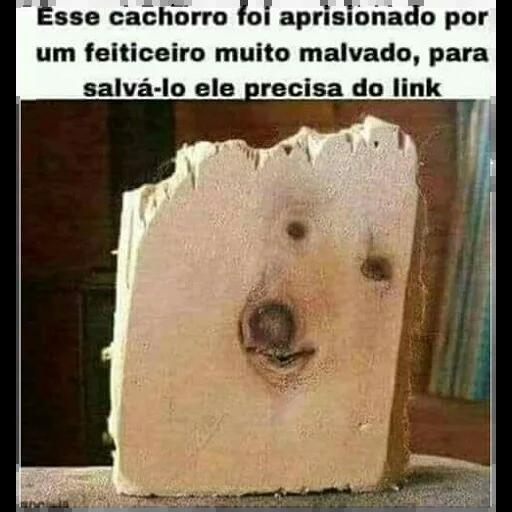 Esse cachorro foi aprisionado por
um feiticeiro muito malvado, para
salvá-lo ele precisa do link